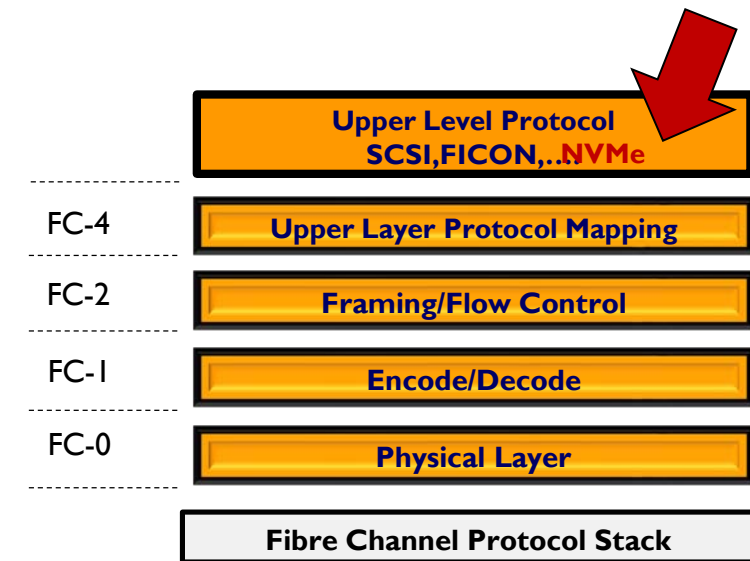 Upper Level Protocol
SCSI,FICON,….NVMe
FC-4
Upper Layer Protocol Mapping
FC-2
Framing/Flow Control
FC-1
Encode/Decode
FC-0
Physical Layer
Fibre Channel Protocol Stack